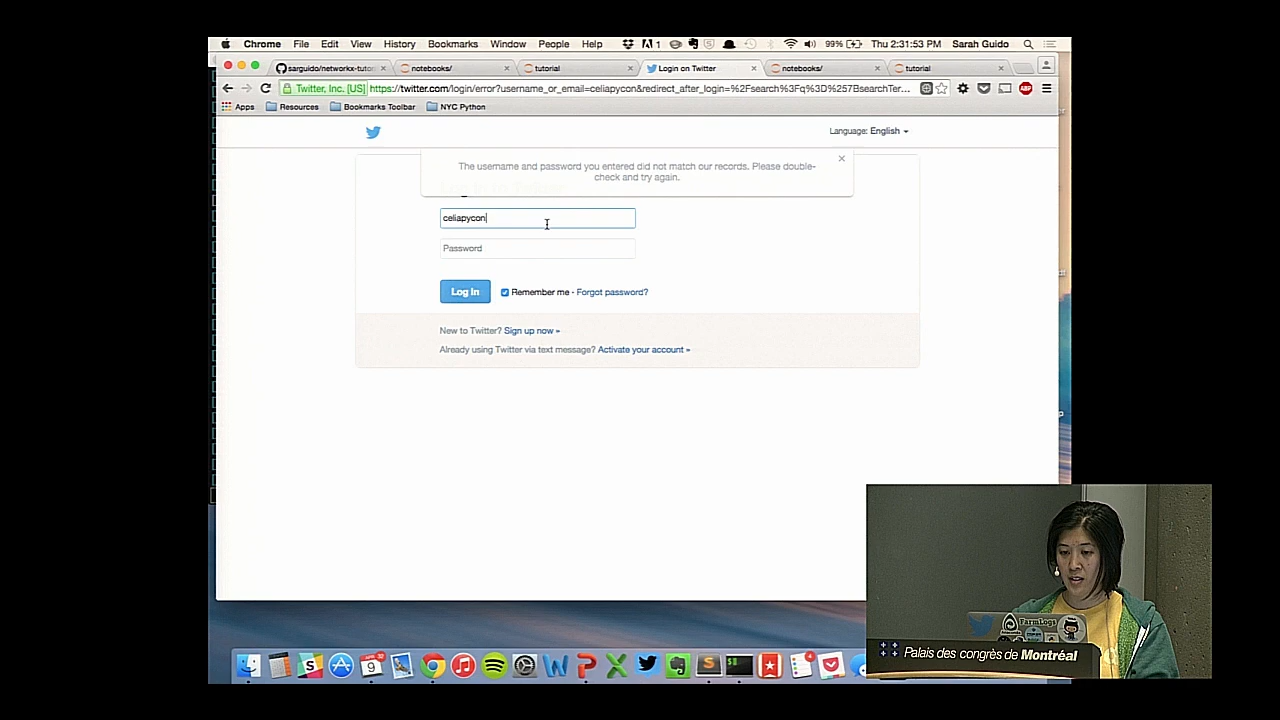 Chrome File Edit View History Bookmarks Window People Help 1 99% Thu 2:31:53 PM Sarah Guido
sarguido/networkx-tutor notebooks/ tutorial Login on Twitter notebooks/ tutorial
Twitter, Inc. [US] https://twitter.com/login/error?username_or_email=celiapycon&redirect_after_login=%2Fsearch%3Fq%3D%257BsearchTer... ABP
Apps Resources Bookmarks Toolbar NYC Python
Language: English
The username and password you entered did not match our records. Please double-
check and try again.
celiapycon
Password
Log In Remember me - Forgot password?
New to Twitter? Sign up now »
Already using Twitter via text message? Activate your account »
FarmLogs
Palais des congrès de Montréal